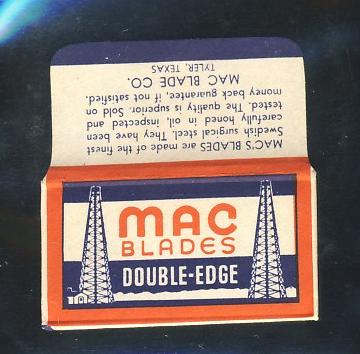 MAC'S BLADES are made of the finest
Swedish surgical steel. They have been
carefully honed in oil, inspected and
tested. The quality is superior. Sold on
money back guarantee, if not satisfied.
MAC BLADE CO.
TYLER, TEXAS
MAC
BLADES
DOUBLE-EDGE